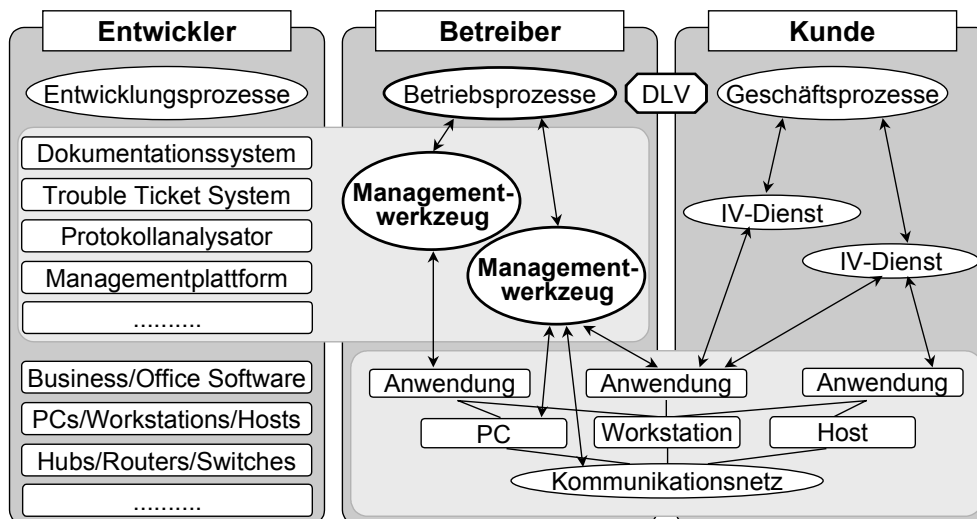 Entwickler
Betreiber
Kunde
Entwicklungsprozesse
Betriebsprozesse
DLV
Geschäftsprozesse
Dokumentationssystem
Trouble Ticket System
Protokollanalysator
Managementplattform
..........
Management-
werkzeug
Management-
werkzeug
IV-Dienst
IV-Dienst
Business/Office Software
PCs/Workstations/Hosts
Hubs/Routers/Switches
..........
Anwendung
Anwendung
Anwendung
PC
Workstation
Host
Kommunikationsnetz